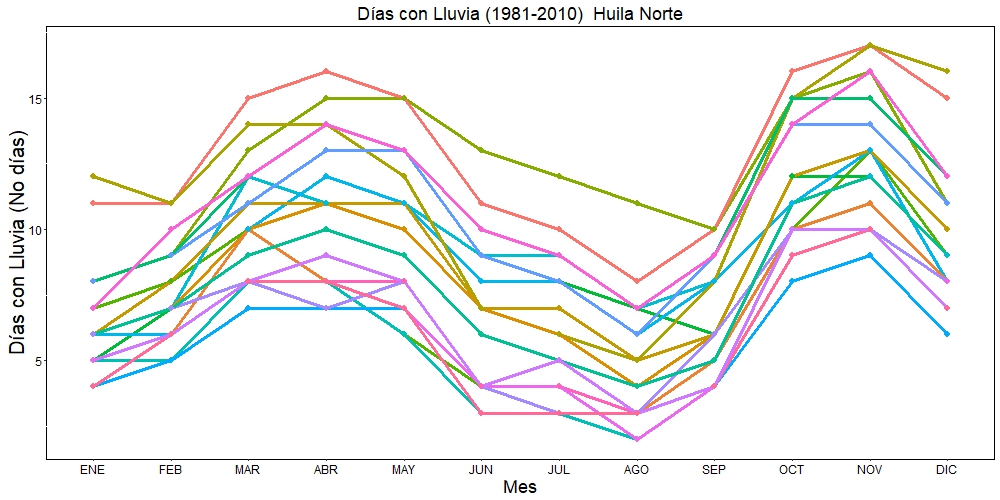 Días con Lluvia (1981-2010)  Huila Norte
Días con Lluvia (No días)
15
10
5
ENE FEB MAR ABR MAY JUN JUL AGO SEP OCT NOV DIC
Mes